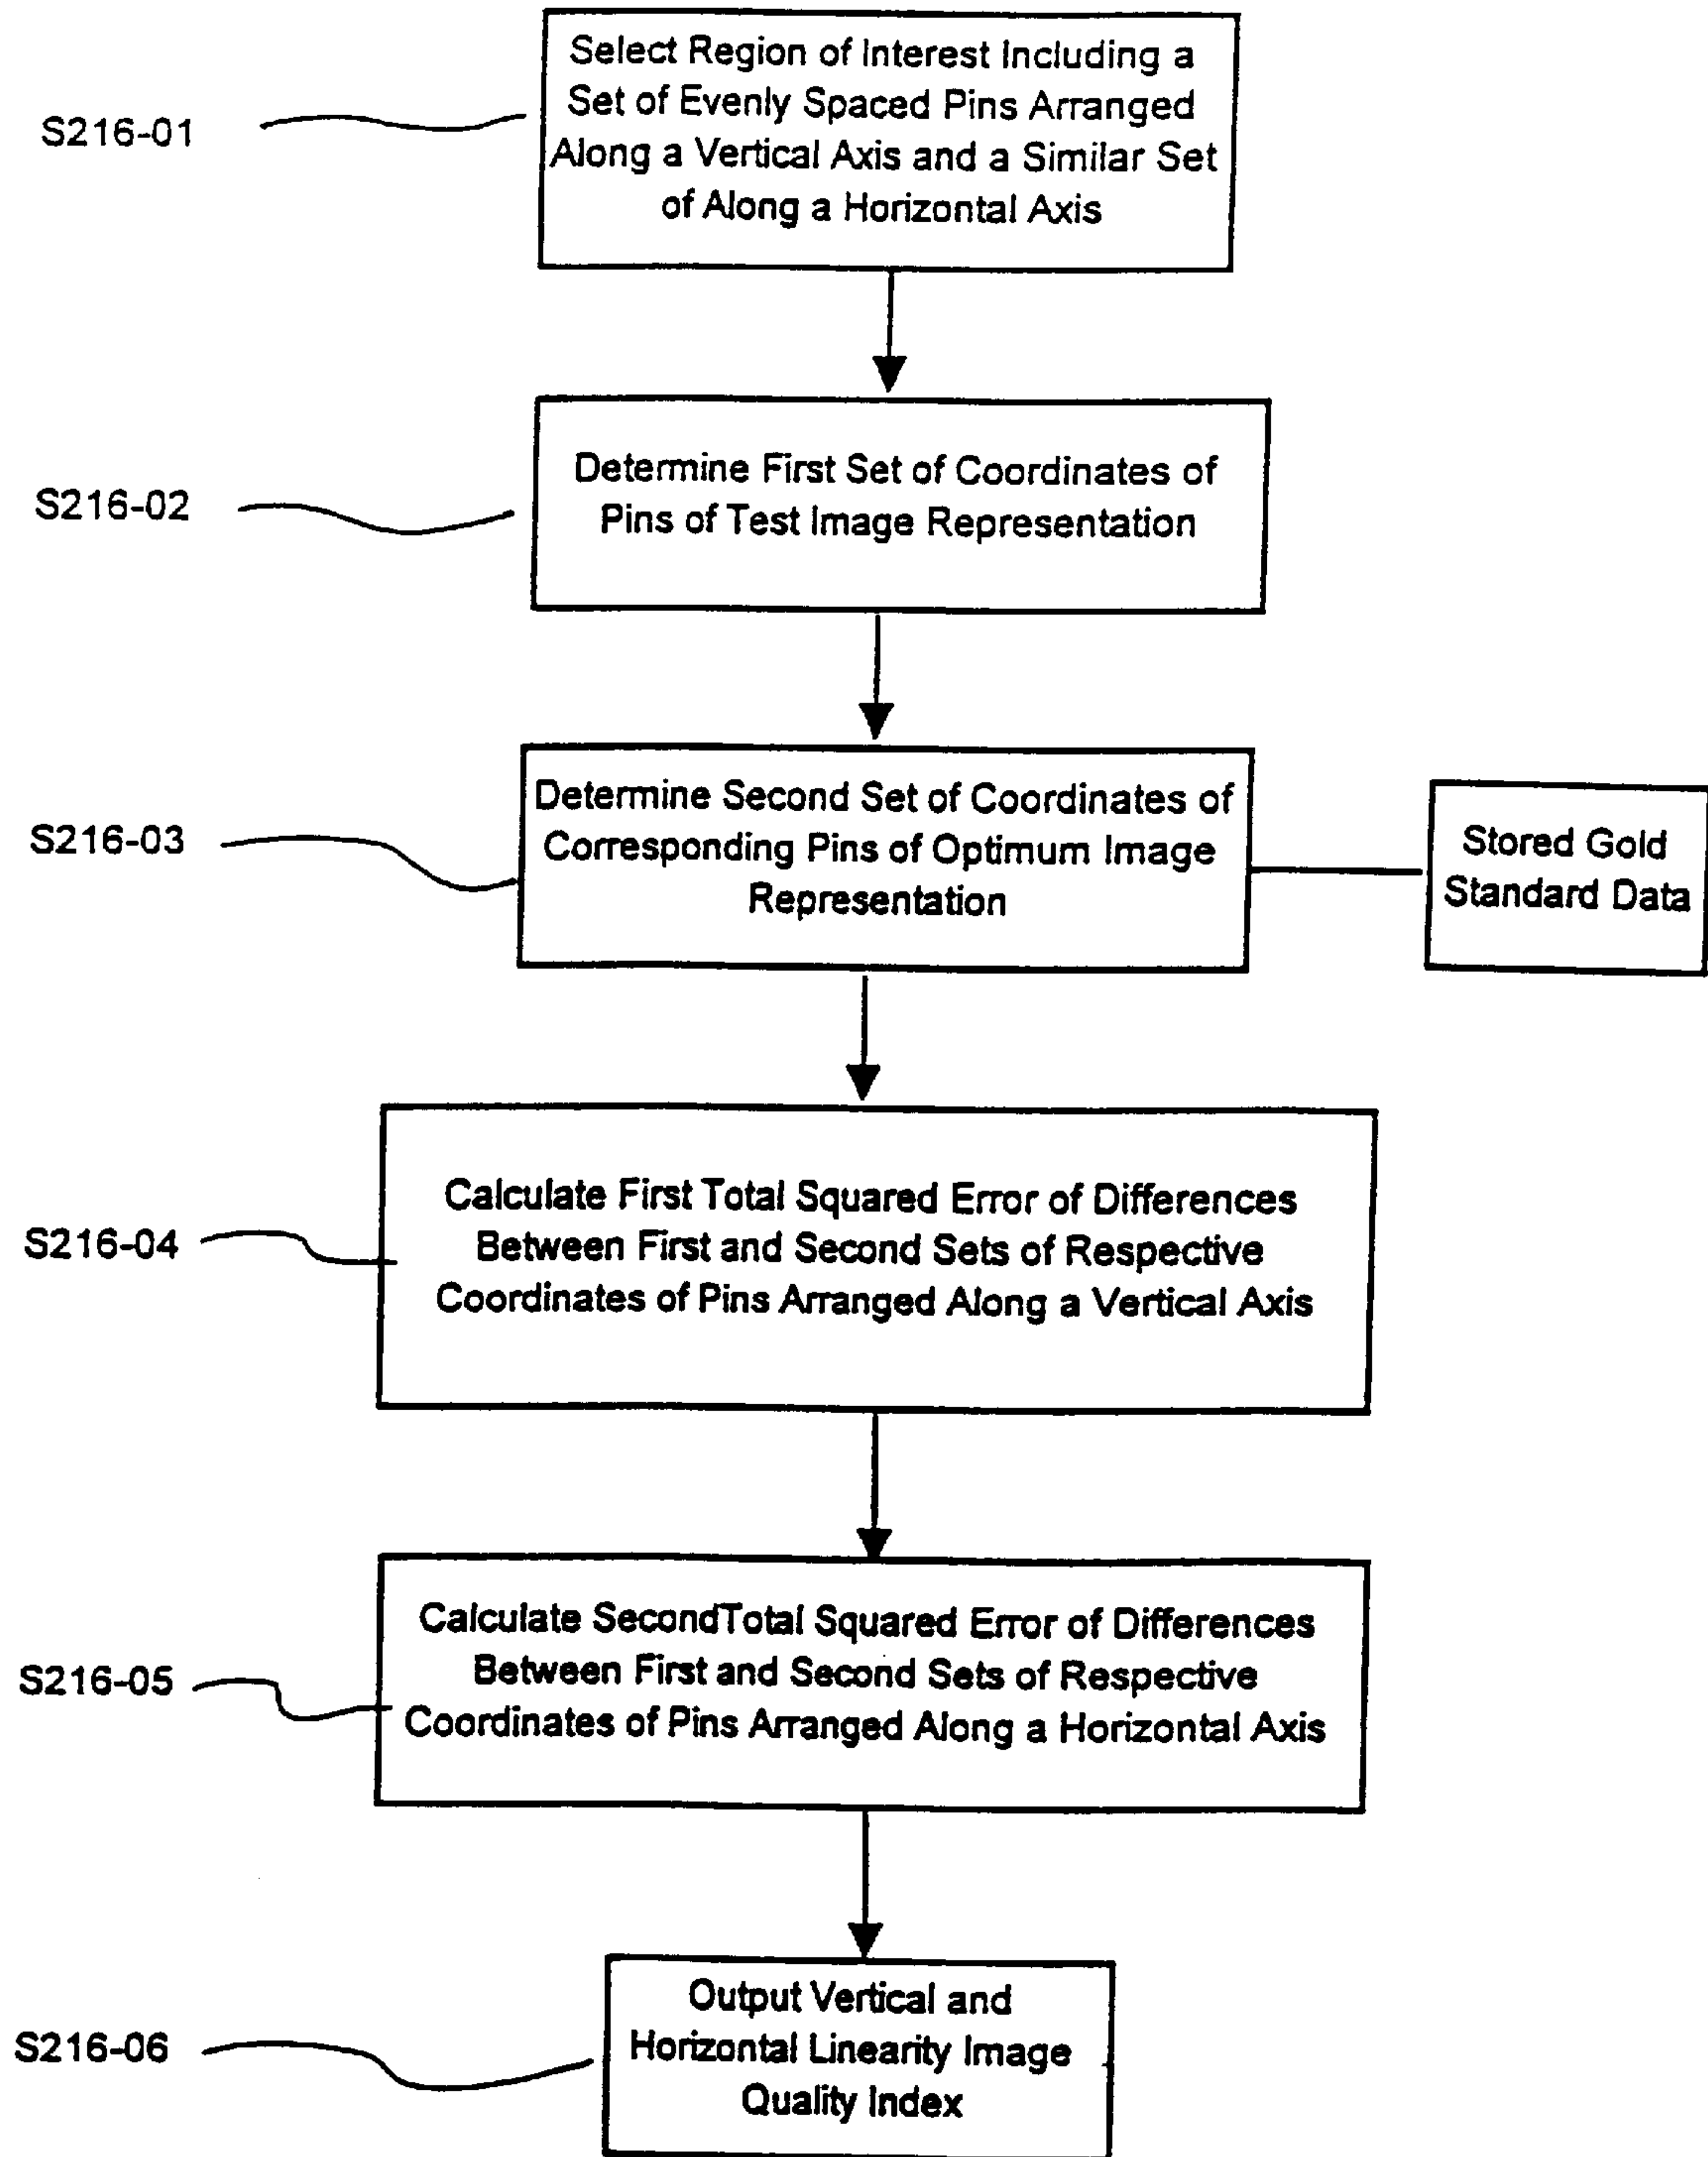 Select Region of Interest Including a
Set of Evenly Spaced Pins Arranged
Along a Vertical Axis and a Similar Set
of Along a Horizontal Axis
S216-01
Determine First Set of Coordinates of
Pins of Test Image Representation
S216-02
Determine Second Set of Coordinates of
Corresponding Pins of Optimum Image
Representation
S216-03
Stored Gold
Standard Data
Calculate First Total Squared Error of Differences
Between First and Second Sets of Respective
Coordinates of Pins Arranged Along a Vertical Axis
S216-04
Calculate SecondTotal Squared Error of Differences
Between First and Second Sets of Respective
Coordinates of Pins Arranged Along a Horizontal Axis
S216-05
Output Vertical and
Horizontal Linearity Image
Quality Index
S216-06